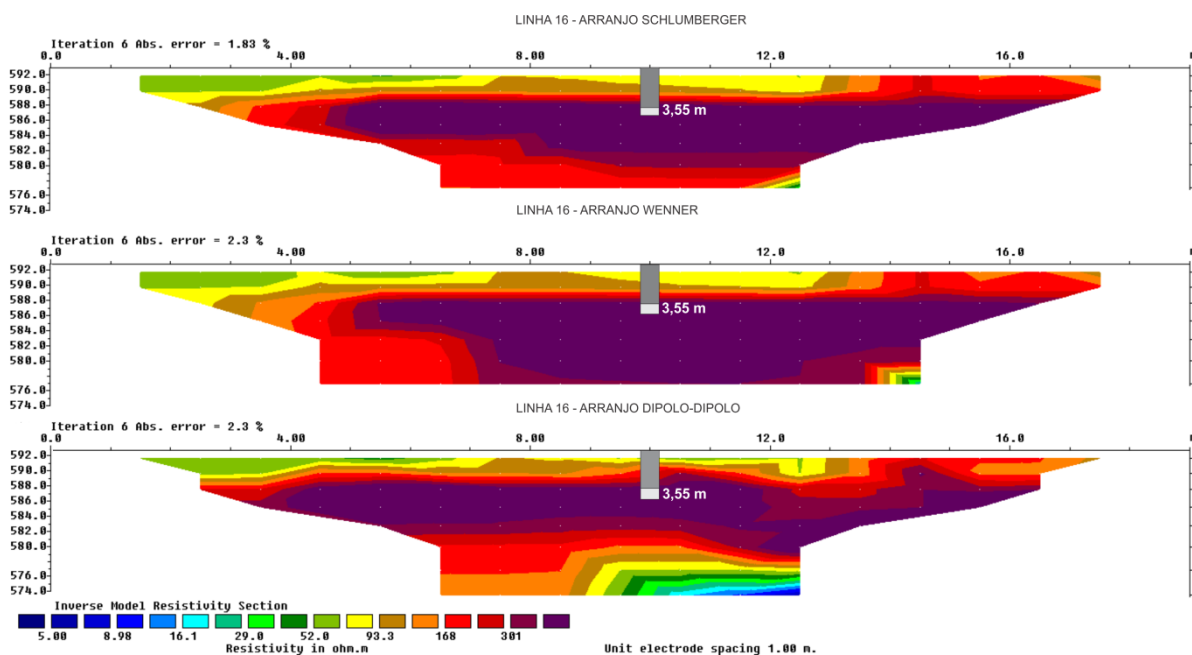 LINHA 16 - ARRANJO SCHLUMBERGER
Iteration 6 Abs. error = 1.83 %
0.0 4.00 8.00 12.0 16.0 m
592.0
590.0
588.0
586.0
584.0
582.0
580.0
576.0
574.0
3,55 m
LINHA 16 - ARRANJO WENNER
Iteration 6 Abs. error = 2.3 %
0.0 4.00 8.00 12.0 16.0 m
592.0
590.0
588.0
586.0
584.0
582.0
580.0
576.0
574.0
3,55 m
LINHA 16 - ARRANJO DIPOLO-DIPOLO
Iteration 6 Abs. error = 2.3 %
0.0 4.00 8.00 12.0 16.0 m
592.0
590.0
588.0
586.0
584.0
582.0
580.0
576.0
574.0
3,55 m
Inverse Model Resistivity Section
5.00 8.98 16.1 29.0 52.0 93.3 168 301
Resistivity in ohm.m Unit electrode spacing 1.00 m.